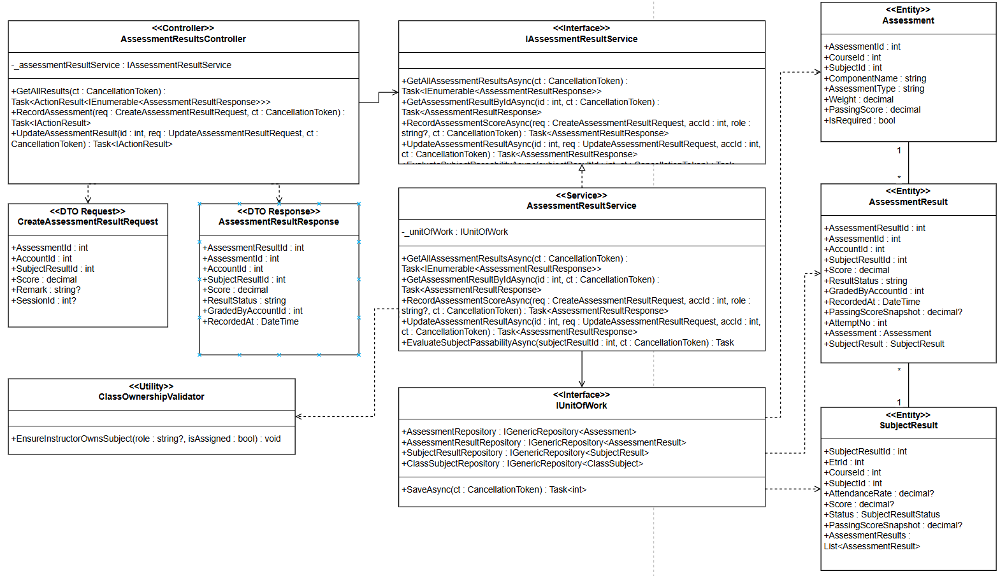 <<Controller>>
AssessmentResultsController
-_assessmentResultService : IAssessmentResultService
+GetAllResults(ct : CancellationToken) :
Task<ActionResult<IEnumerable<AssessmentResultResponse>>>
+RecordAssessment(req : CreateAssessmentResultRequest, ct : CancellationToken) :
Task<IActionResult>
+UpdateAssessmentResult(id : int, req : UpdateAssessmentResultRequest, ct :
CancellationToken) : Task<IActionResult>
<<Interface>>
IAssessmentResultService
+GetAllAssessmentResultsAsync(ct : CancellationToken) :
Task<IEnumerable<AssessmentResultResponse>>
+GetAssessmentResultByIdAsync(id : int, ct : CancellationToken) :
Task<AssessmentResultResponse>
+RecordAssessmentScoreAsync(req : CreateAssessmentResultRequest, accId : int, role :
string?, ct : CancellationToken) : Task<AssessmentResultResponse>
+UpdateAssessmentResultAsync(id : int, req : UpdateAssessmentResultRequest, accId : int,
ct : CancellationToken) : Task<AssessmentResultResponse>
+EvaluateSubjectPassabilityAsync(subjectResultId : int, ct : CancellationToken) : Task
<<Entity>>
Assessment
+AssessmentId : int
+CourseId : int
+SubjectId : int
+ComponentName : string
+AssessmentType : string
+Weight : decimal
+PassingScore : decimal
+IsRequired : bool
1
*
<<DTO Request>>
CreateAssessmentResultRequest
+AssessmentId : int
+AccountId : int
+SubjectResultId : int
+Score : decimal
+Remark : string?
+SessionId : int?
<<DTO Response>>
AssessmentResultResponse
+AssessmentResultId : int
+AssessmentId : int
+AccountId : int
+SubjectResultId : int
+Score : decimal
+ResultStatus : string
+GradedByAccountId : int
+RecordedAt : DateTime
<<Service>>
AssessmentResultService
-_unitOfWork : IUnitOfWork
+GetAllAssessmentResultsAsync(ct : CancellationToken) :
Task<IEnumerable<AssessmentResultResponse>>
+GetAssessmentResultByIdAsync(id : int, ct : CancellationToken) :
Task<AssessmentResultResponse>
+RecordAssessmentScoreAsync(req : CreateAssessmentResultRequest, accId : int, role :
string?, ct : CancellationToken) : Task<AssessmentResultResponse>
+UpdateAssessmentResultAsync(id : int, req : UpdateAssessmentResultRequest, accId : int,
ct : CancellationToken) : Task<AssessmentResultResponse>
+EvaluateSubjectPassabilityAsync(subjectResultId : int, ct : CancellationToken) : Task
<<Entity>>
AssessmentResult
+AssessmentResultId : int
+AssessmentId : int
+AccountId : int
+SubjectResultId : int
+Score : decimal
+ResultStatus : string
+GradedByAccountId : int
+RecordedAt : DateTime
+PassingScoreSnapshot : decimal?
+AttemptNo : int
+Assessment : Assessment
+SubjectResult : SubjectResult
*
1
<<Utility>>
ClassOwnershipValidator
+EnsureInstructorOwnsSubject(role : string?, isAssigned : bool) : void
<<Interface>>
IUnitOfWork
+AssessmentRepository : IGenericRepository<Assessment>
+AssessmentResultRepository : IGenericRepository<AssessmentResult>
+SubjectResultRepository : IGenericRepository<SubjectResult>
+ClassSubjectRepository : IGenericRepository<ClassSubject>
+SaveAsync(ct : CancellationToken) : Task<int>
<<Entity>>
SubjectResult
+SubjectResultId : int
+EtrId : int
+CourseId : int
+SubjectId : int
+AttendanceRate : decimal?
+Score : decimal?
+Status : SubjectResultStatus
+PassingScoreSnapshot : decimal?
+AssessmentResults :
List<AssessmentResult>